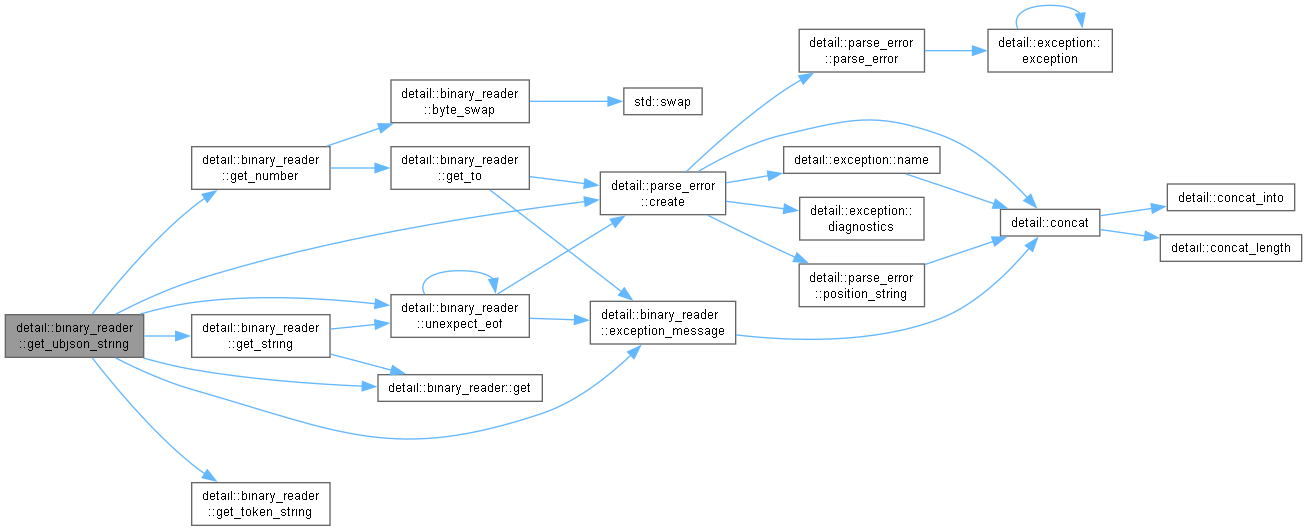 detail::binary_reader
::get_ubjson_string
detail::binary_reader
::get_number
detail::binary_reader
::byte_swap
std::swap
detail::binary_reader
::get_to
detail::binary_reader
::unexpect_eof
detail::binary_reader
::get_string
detail::binary_reader::get
detail::binary_reader
::get_token_string
detail::parse_error
::create
detail::binary_reader
::exception_message
detail::parse_error
::parse_error
detail::exception::
exception
detail::exception::name
detail::exception::
diagnostics
detail::parse_error
::position_string
detail::concat
detail::concat_into
detail::concat_length